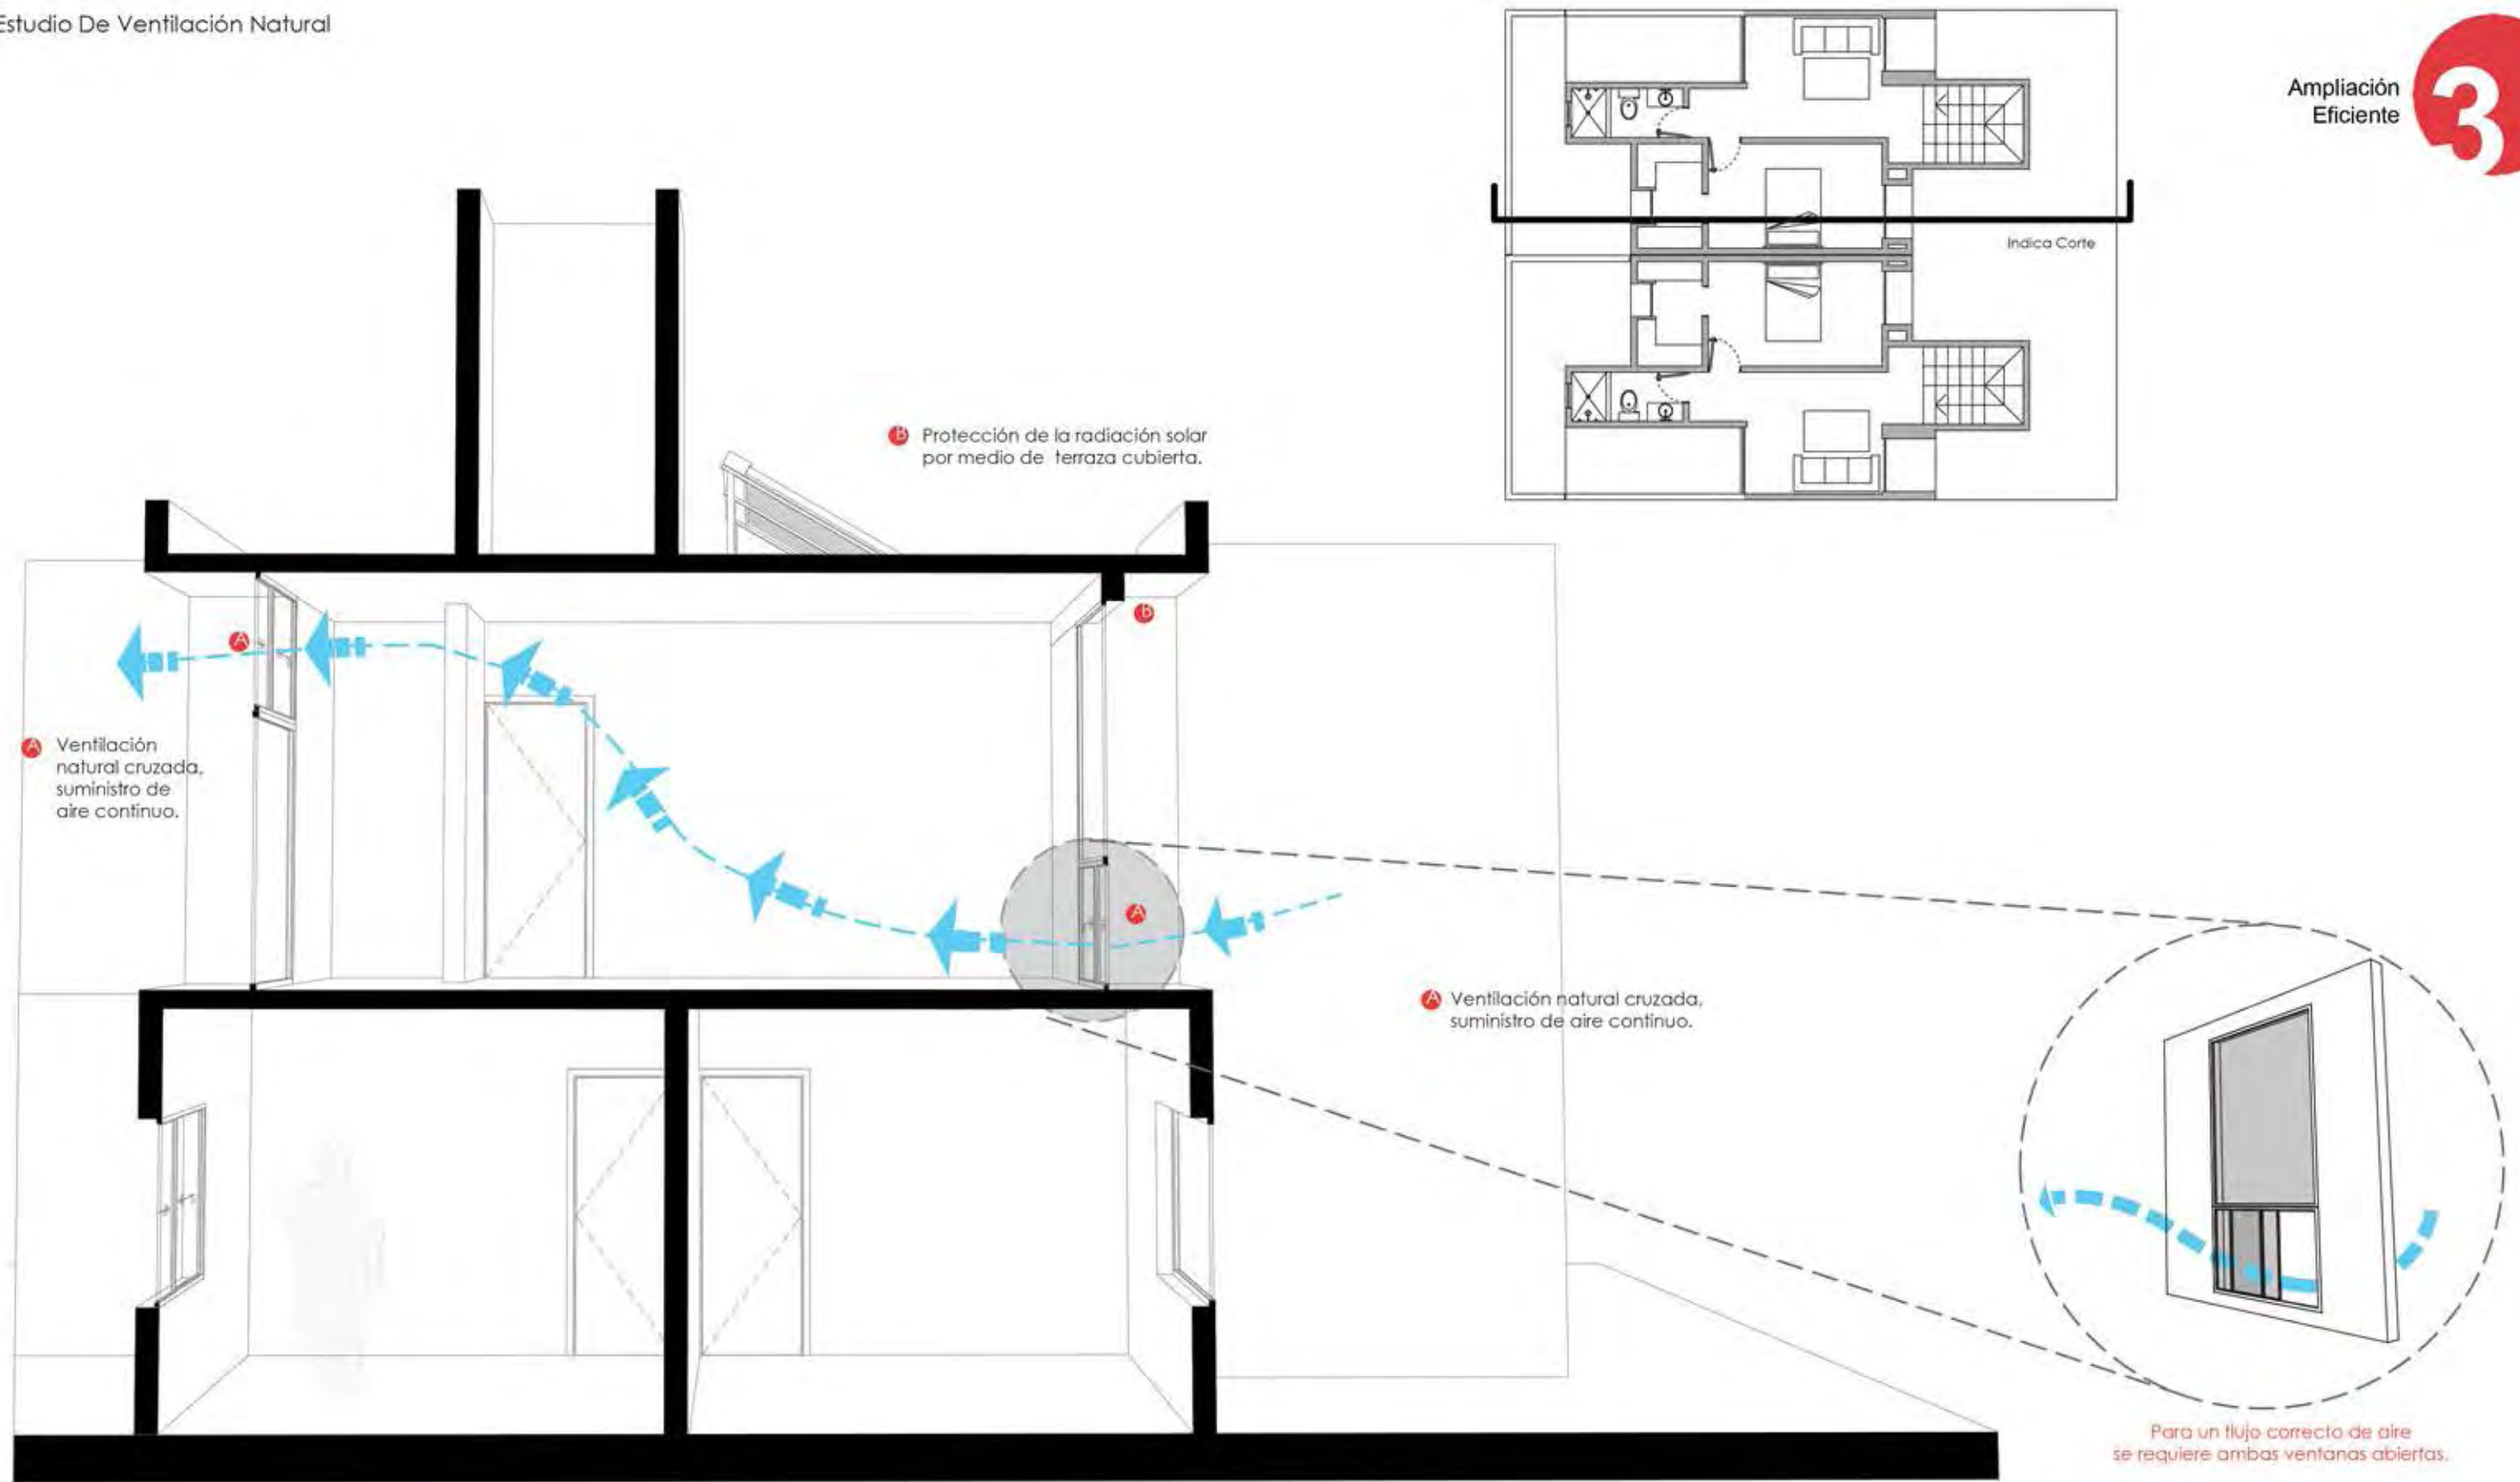 Estudio De Ventilación Natural
Ampliación
Eficiente
3
Indica Corte
B Protección de la radiación solar
por medio de terraza cubierta.
B
A
A Ventilación
natural cruzada,
suministro de
aire continuo.
A
A Ventilación natural cruzada,
suministro de aire continuo.
Para un flujo correcto de aire
se requiere ambas ventanas abiertas.